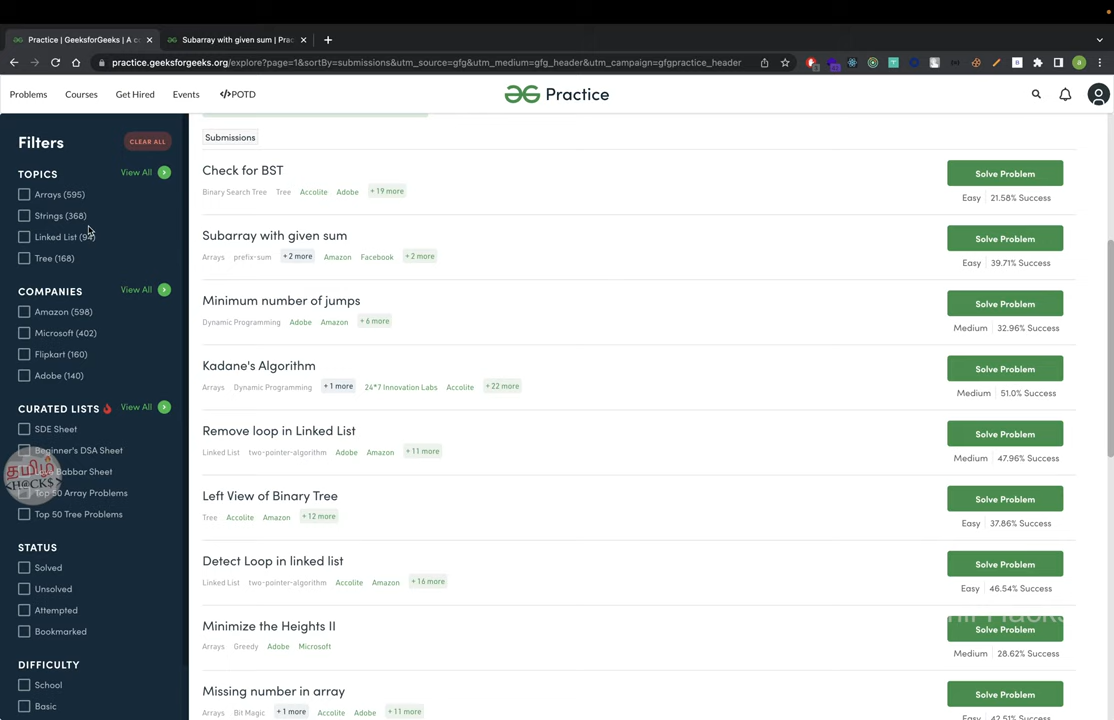 Practice | GeeksforGeeks | A c
Subarray with given sum | Prac
practice.geeksforgeeks.org/explore?page=1&sortBy=submissions&utm_source=gfg&utm_medium=gfg_header&utm_campaign=gfgpractice_header
Problems Courses Get Hired Events </>POTD Practice
Filters CLEAR ALL
TOPICS View All
Arrays (595)
Strings (368)
Linked List (94)
Tree (168)
COMPANIES View All
Amazon (598)
Microsoft (402)
Flipkart (160)
Adobe (140)
CURATED LISTS View All
SDE Sheet
Beginner's DSA Sheet
Babbar Sheet
Top 50 Array Problems
Top 50 Tree Problems
தமிழ்
<H@CK$>
STATUS
Solved
Unsolved
Attempted
Bookmarked
DIFFICULTY
School
Basic
Submissions
Check for BST Solve Problem
Binary Search Tree Tree Accolite Adobe + 19 more Easy 21.58% Success
Subarray with given sum Solve Problem
Arrays prefix-sum + 2 more Amazon Facebook + 2 more Easy 39.71% Success
Minimum number of jumps Solve Problem
Dynamic Programming Adobe Amazon + 6 more Medium 32.96% Success
Kadane's Algorithm Solve Problem
Arrays Dynamic Programming + 1 more 24*7 Innovation Labs Accolite + 22 more Medium 51.0% Success
Remove loop in Linked List Solve Problem
Linked List two-pointer-algorithm Adobe Amazon + 11 more Medium 47.96% Success
Left View of Binary Tree Solve Problem
Tree Accolite Amazon + 12 more Easy 37.86% Success
Detect Loop in linked list Solve Problem
Linked List two-pointer-algorithm Accolite Amazon + 16 more Easy 46.54% Success
Minimize the Heights II Solve Problem
Arrays Greedy Adobe Microsoft Medium 28.62% Success
Missing number in array Solve Problem
Arrays Bit Magic + 1 more Accolite Adobe + 11 more Easy 42.51% Success